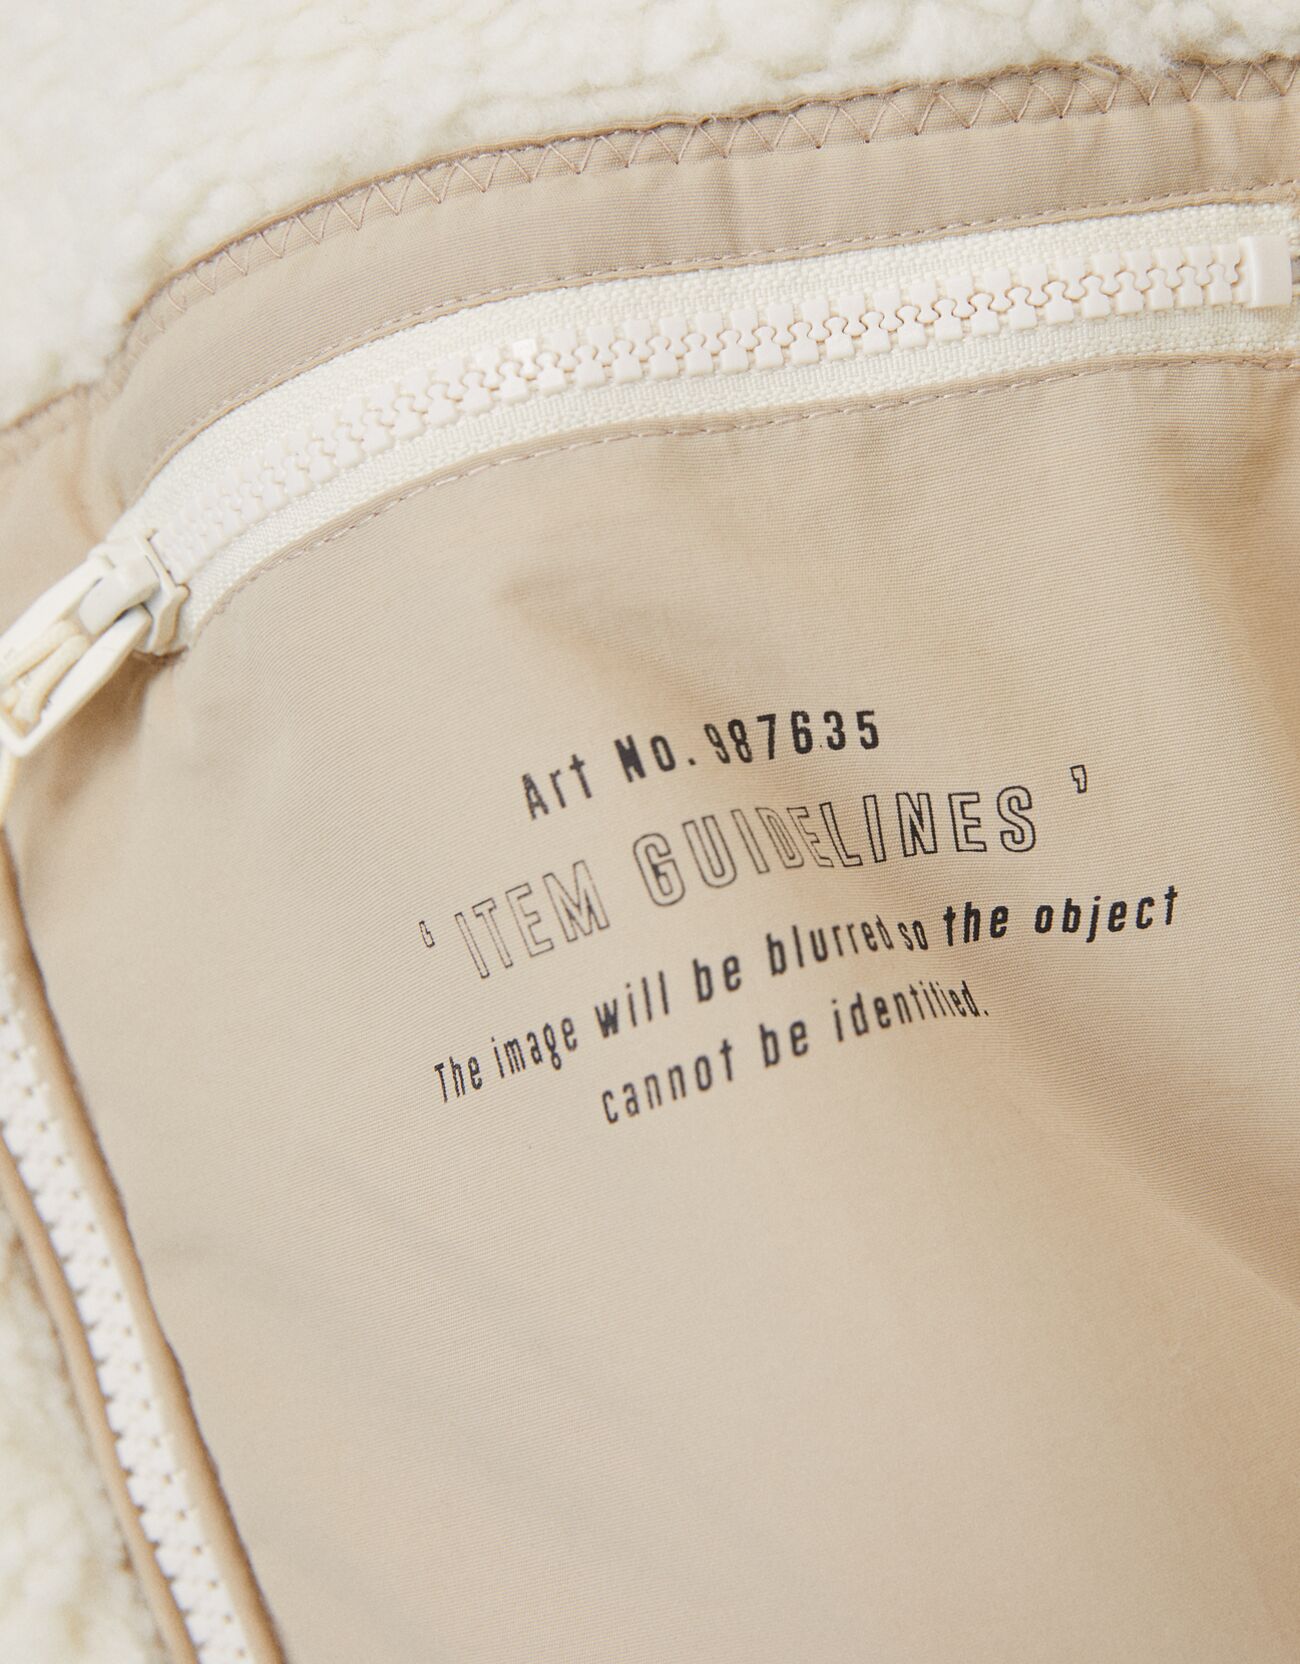 Art No. 987635
‘ ITEM GUIDELINES ’
The image will be blurred so the object
cannot be identified.